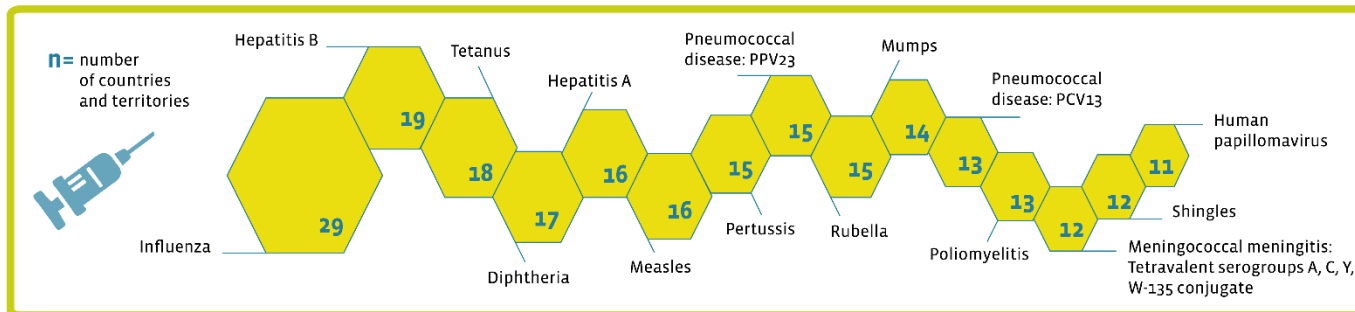 n= number
of countries
and territories
Influenza
29
Hepatitis B
19
Tetanus
18
Diphtheria
17
Hepatitis A
16
Measles
16
Pertussis
15
Pneumococcal
disease: PPV23
15
Rubella
15
Mumps
14
Pneumococcal
disease: PCV13
13
Poliomyelitis
13
Meningococcal meningitis:
Tetravalent serogroups A, C, Y,
W-135 conjugate
12
Shingles
12
Human
papillomavirus
11